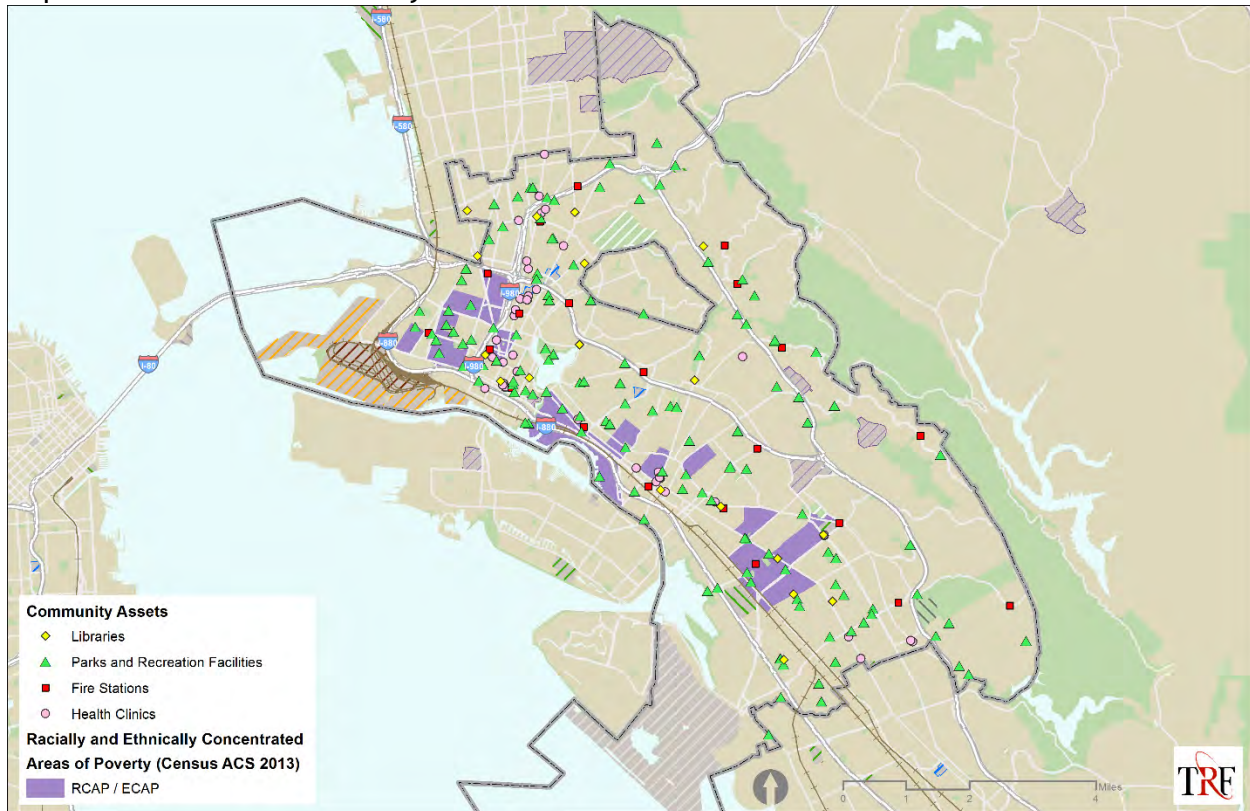 I-580
I-580
I-980
I-880
I-980
I-80
I-880
Community Assets
Libraries
Parks and Recreation Facilities
Fire Stations
Health Clinics
Racially and Ethnically Concentrated
Areas of Poverty (Census ACS 2013)
RCAP / ECAP
Miles
0 1 2 4
TRF